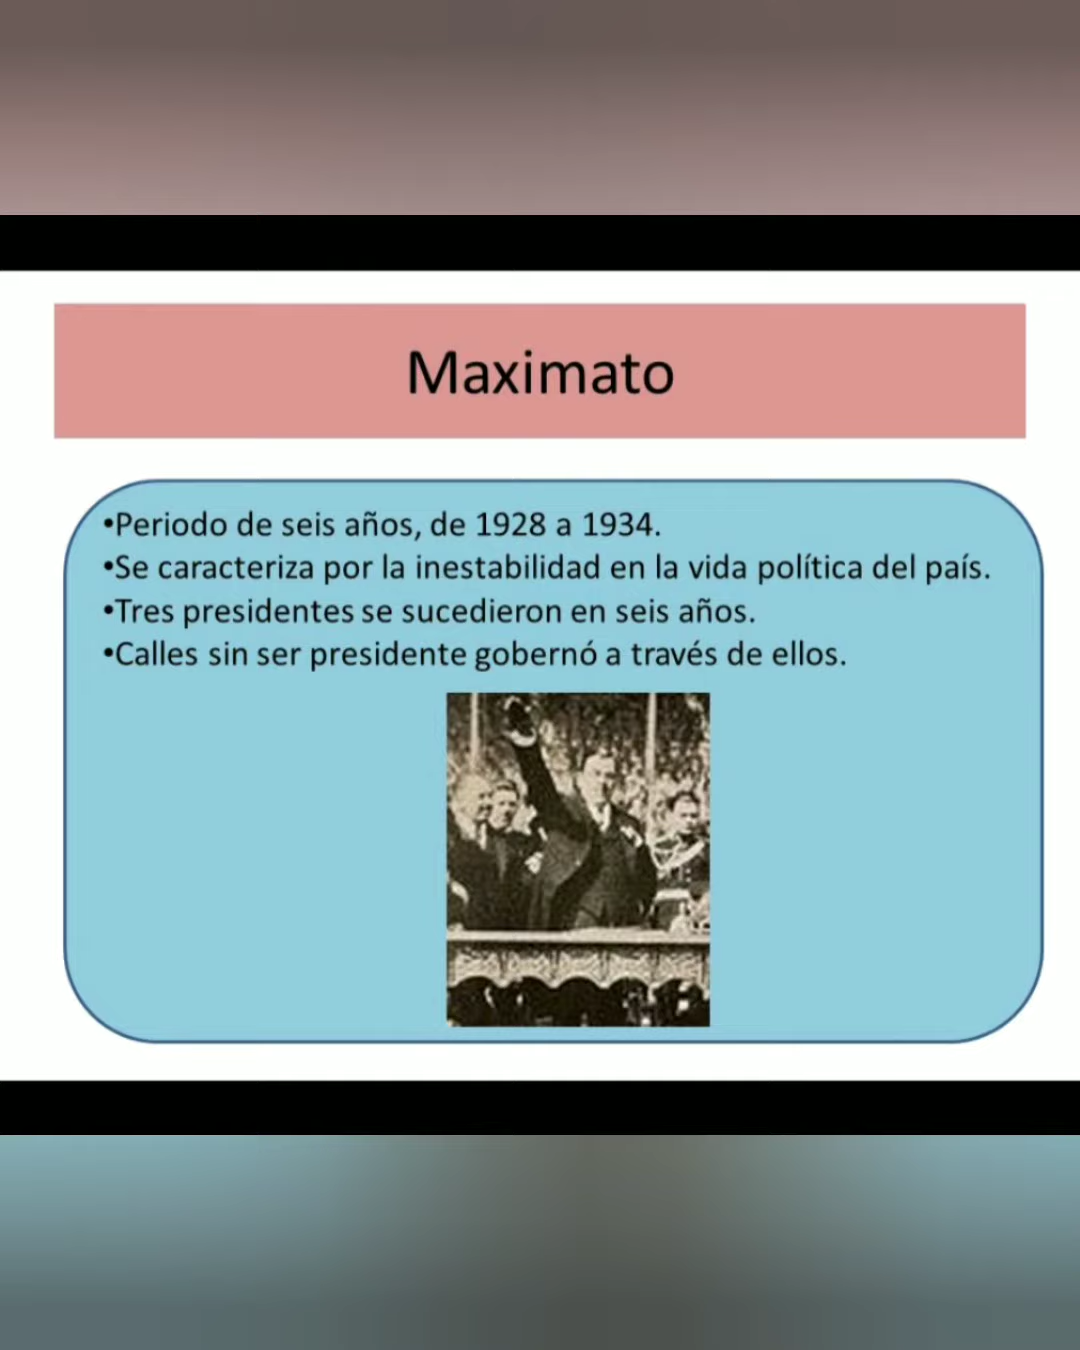 Maximato
•Periodo de seis años, de 1928 a 1934.
•Se caracteriza por la inestabilidad en la vida política del país.
•Tres presidentes se sucedieron en seis años.
•Calles sin ser presidente gobernó a través de ellos.